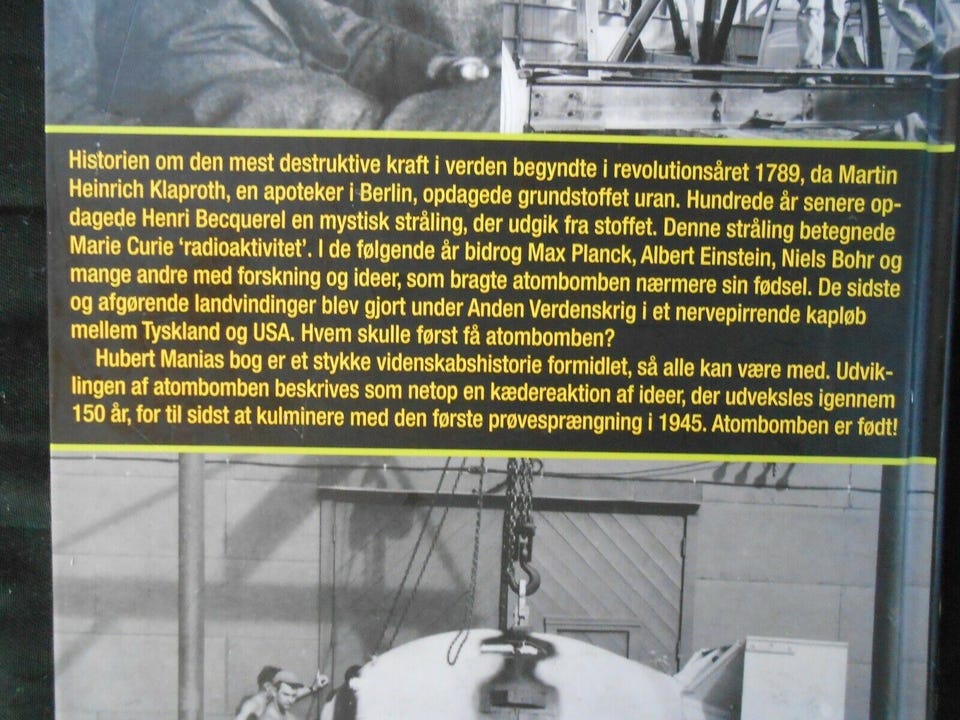 Historien om den mest destruktive kraft i verden begyndte i revolutionsåret 1789, da Martin
Heinrich Klaproth, en apoteker i Berlin, opdagede grundstoffet uran. Hundrede år senere op-
dagede Henri Becquerel en mystisk stråling, der udgik fra stoffet. Denne stråling betegnede
Marie Curie ‘radioaktivitet’. I de følgende år bidrog Max Planck, Albert Einstein, Niels Bohr og
mange andre med forskning og ideer, som bragte atombomben nærmere sin fødsel. De sidste
og afgørende landvindinger blev gjort under Anden Verdenskrig i et nervepirrende kapløb
mellem Tyskland og USA. Hvem skulle først få atombomben?
Hubert Manias bog er et stykke videnskabshistorie formidlet, så alle kan være med. Udvik-
lingen af atombomben beskrives som netop en kædereaktion af ideer, der udveksles igennem
150 år, for til sidst at kulminere med den første prøvesprængning i 1945. Atombomben er født!